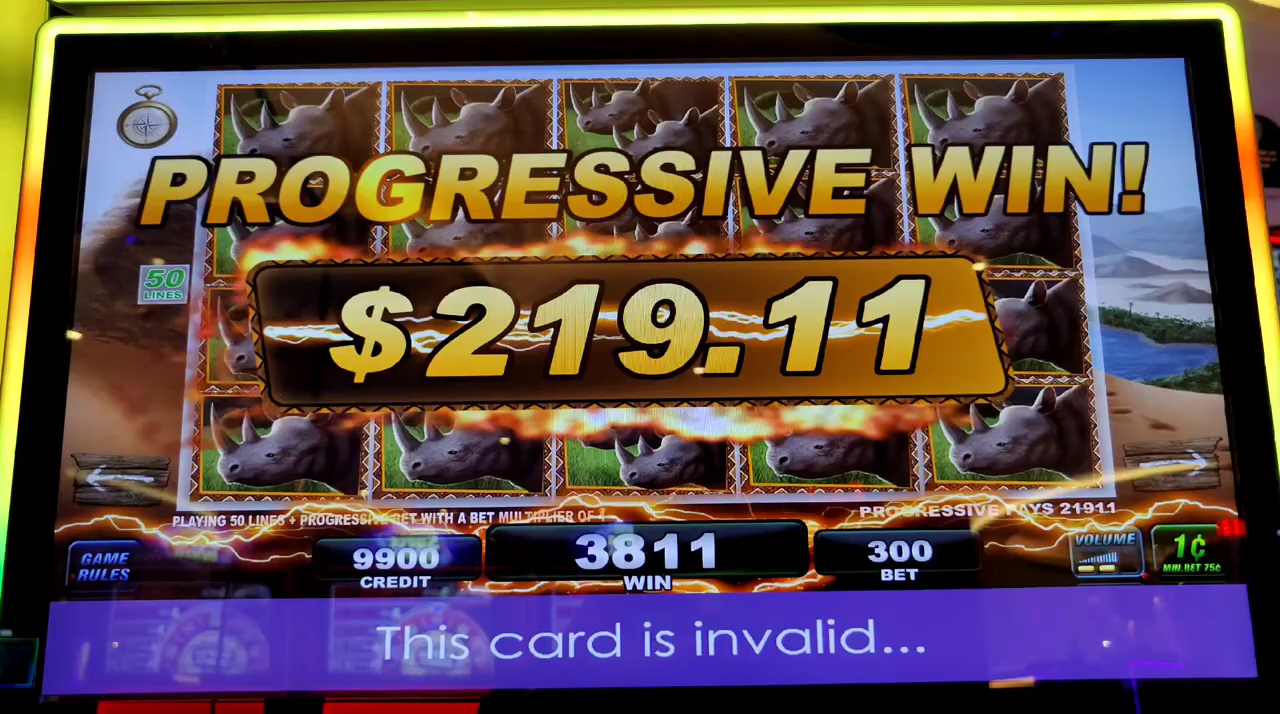 PROGRESSIVE WIN!
50
LINES
$219.11
PLAYING 50 LINES + PROGRESSIVE BET WITH A BET MULTIPLIER OF 4
PROGRESSIVE PAYS 21911
GAME
RULES
9900
CREDIT
3811
WIN
300
BET
VOLUME
1¢
MIN.BET 75¢
This card is invalid...